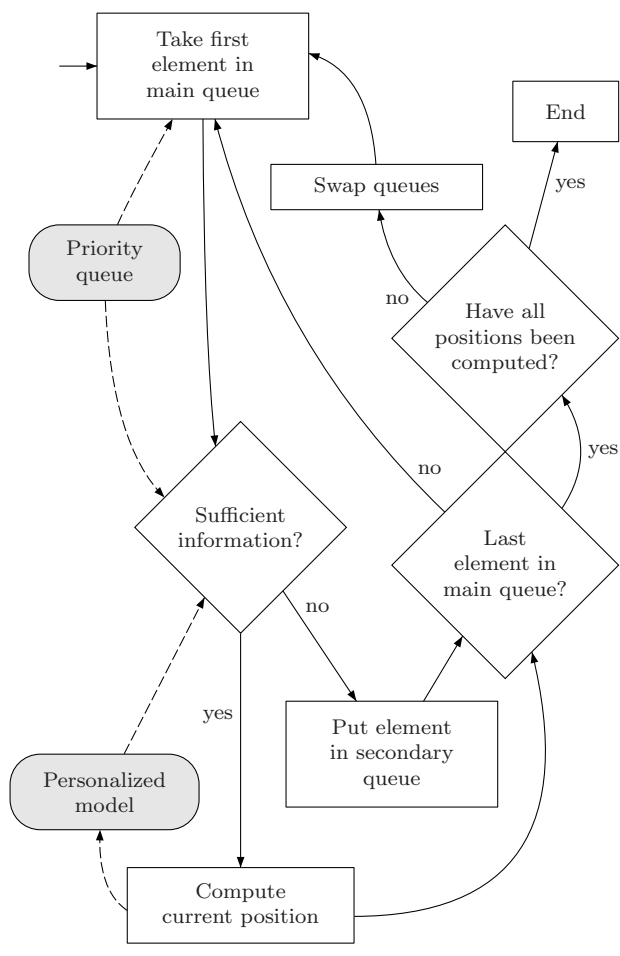 Take first
element in
main queue
End
yes
Swap queues
Priority
queue
no
Have all
positions been
computed?
no
yes
Sufficient
information?
Last
element in
main queue?
no
yes
Put element
in secondary
queue
Personalized
model
Compute
current position